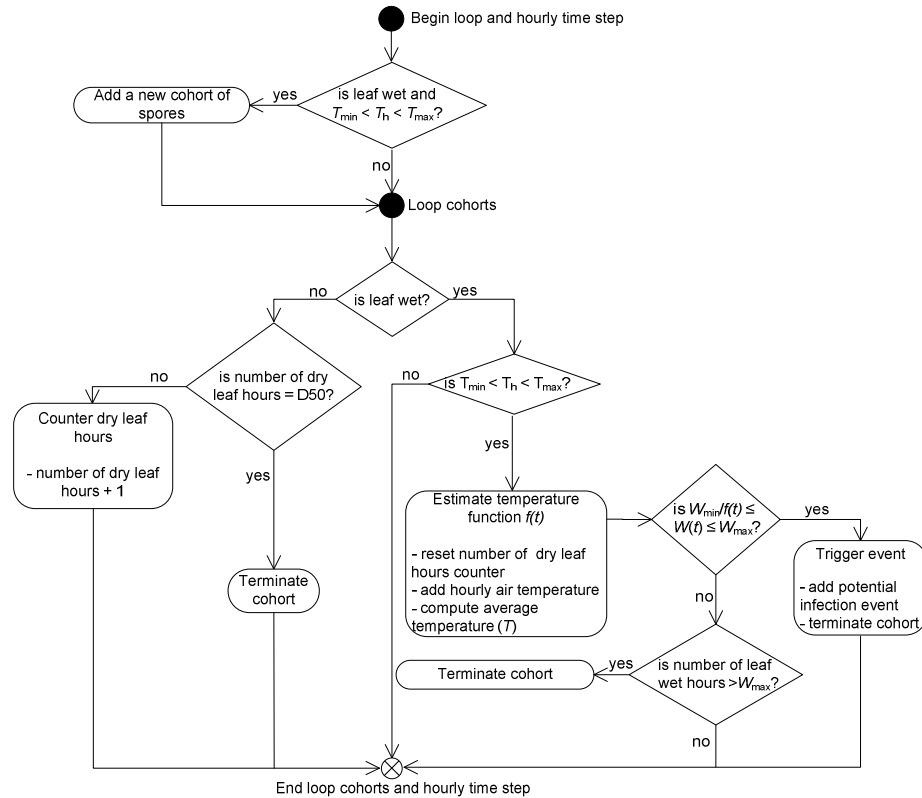 Begin loop and hourly time step
is leaf wet and
Tmin < Th < Tmax?
yes
Add a new cohort of
spores
no
Loop cohorts
is leaf wet?
no
yes
is number of dry
leaf hours = D50?
no
yes
Counter dry leaf
hours
- number of dry leaf
hours + 1
Terminate
cohort
is Tmin < Th < Tmax?
no
yes
Estimate temperature
function f(t)
- reset number of dry leaf
hours counter
- add hourly air temperature
- compute average
temperature (T)
is Wmin/f(t) ≤
W(t) ≤ Wmax?
yes
no
Trigger event
- add potential
infection event
- terminate cohort
is number of leaf
wet hours >Wmax?
yes
no
Terminate cohort
End loop cohorts and hourly time step